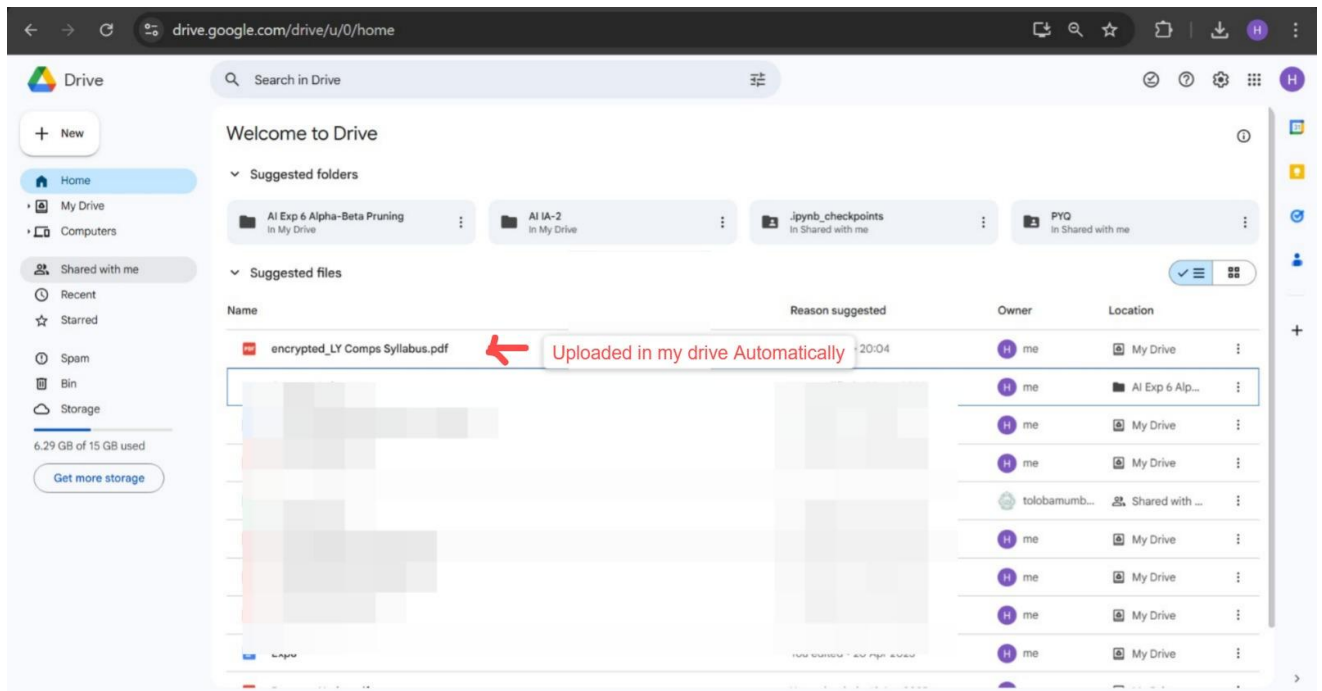 drive.google.com/drive/u/0/home
H
Drive
Search in Drive
H
New
Welcome to Drive
Home
My Drive
Computers
Shared with me
Recent
Starred
Spam
Bin
Storage
6.29 GB of 15 GB used
Get more storage
Suggested folders
AI Exp 6 Alpha-Beta Pruning
In My Drive
AI IA-2
In My Drive
.ipynb_checkpoints
In Shared with me
PYQ
In Shared with me
Suggested files
Name Reason suggested Owner Location
PDF encrypted_LY Comps Syllabus.pdf Uploaded in my drive Automatically 20:04 H me My Drive
H me AI Exp 6 Alp...
H me My Drive
H me My Drive
tolobamumb... Shared with ...
H me My Drive
H me My Drive
H me My Drive
H me My Drive